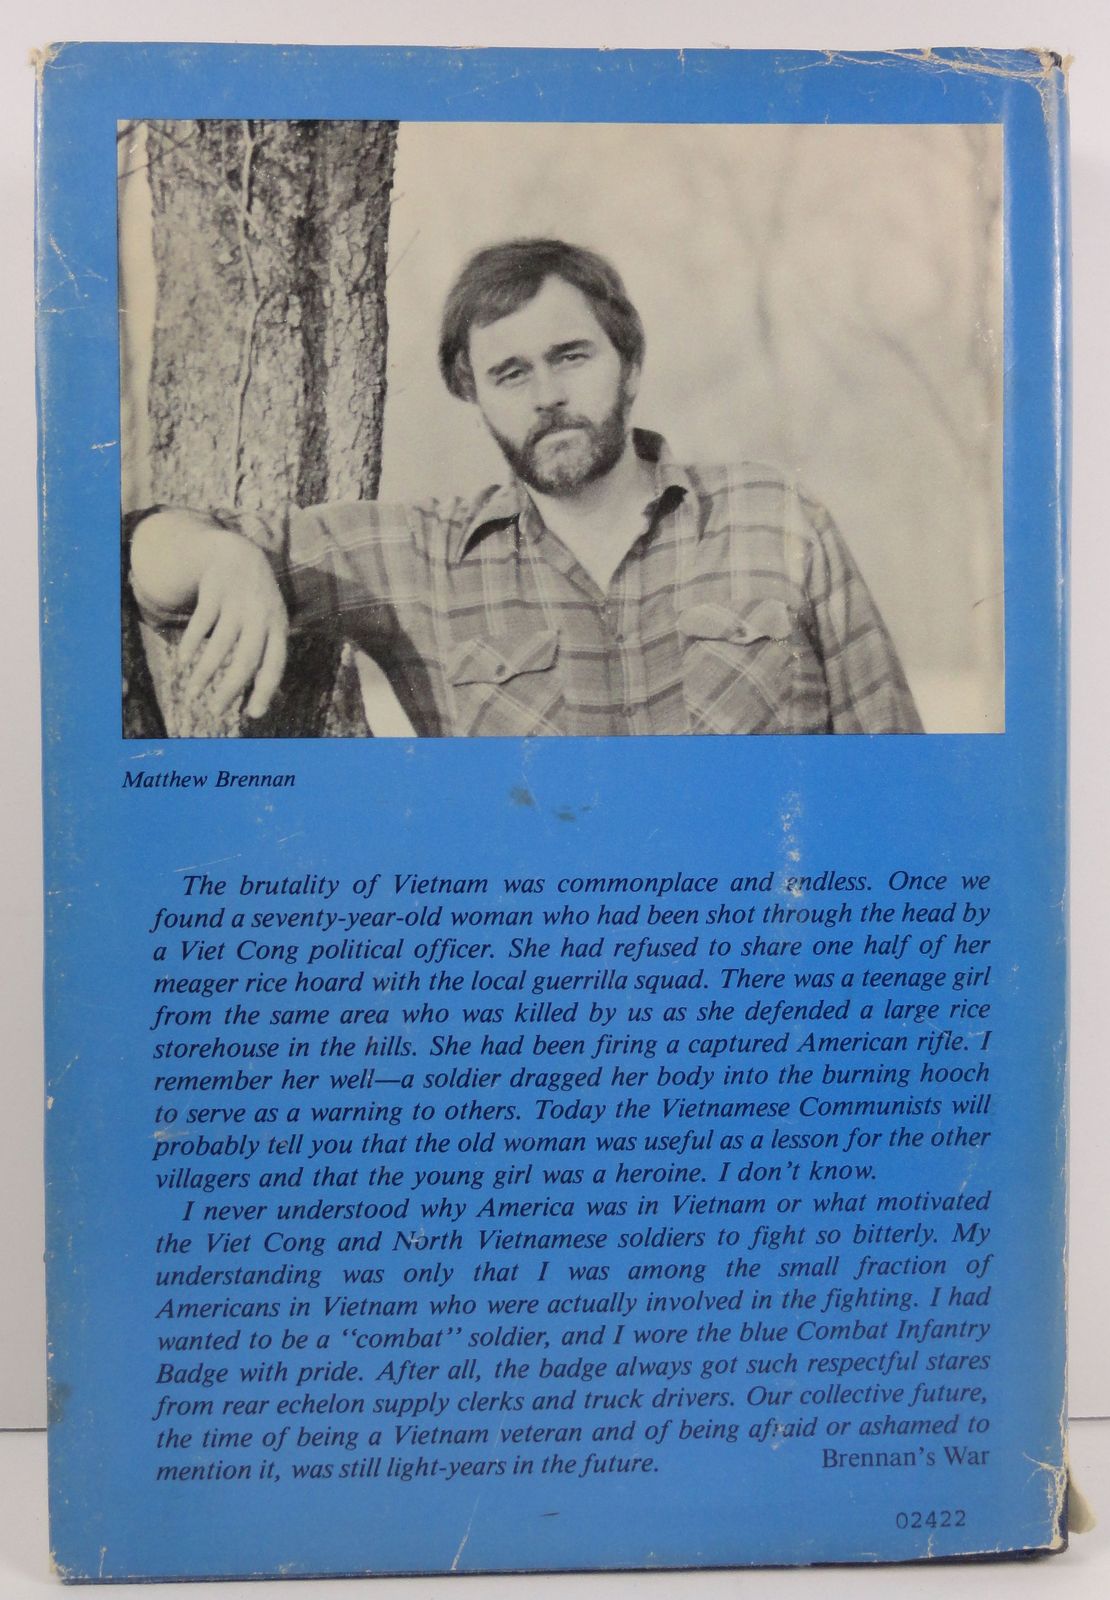 Matthew Brennan
The brutality of Vietnam was commonplace and endless. Once we
found a seventy-year-old woman who had been shot through the head by
a Viet Cong political officer. She had refused to share one half of her
meager rice hoard with the local guerrilla squad. There was a teenage girl
from the same area who was killed by us as she defended a large rice
storehouse in the hills. She had been firing a captured American rifle. I
remember her well—a soldier dragged her body into the burning hooch
to serve as a warning to others. Today the Vietnamese Communists will
probably tell you that the old woman was useful as a lesson for the other
villagers and that the young girl was a heroine. I don't know.
I never understood why America was in Vietnam or what motivated
the Viet Cong and North Vietnamese soldiers to fight so bitterly. My
understanding was only that I was among the small fraction of
Americans in Vietnam who were actually involved in the fighting. I had
wanted to be a "combat" soldier, and I wore the blue Combat Infantry
Badge with pride. After all, the badge always got such respectful stares
from rear echelon supply clerks and truck drivers. Our collective future,
the time of being a Vietnam veteran and of being afraid or ashamed to
mention it, was still light-years in the future. Brennan's War
02422